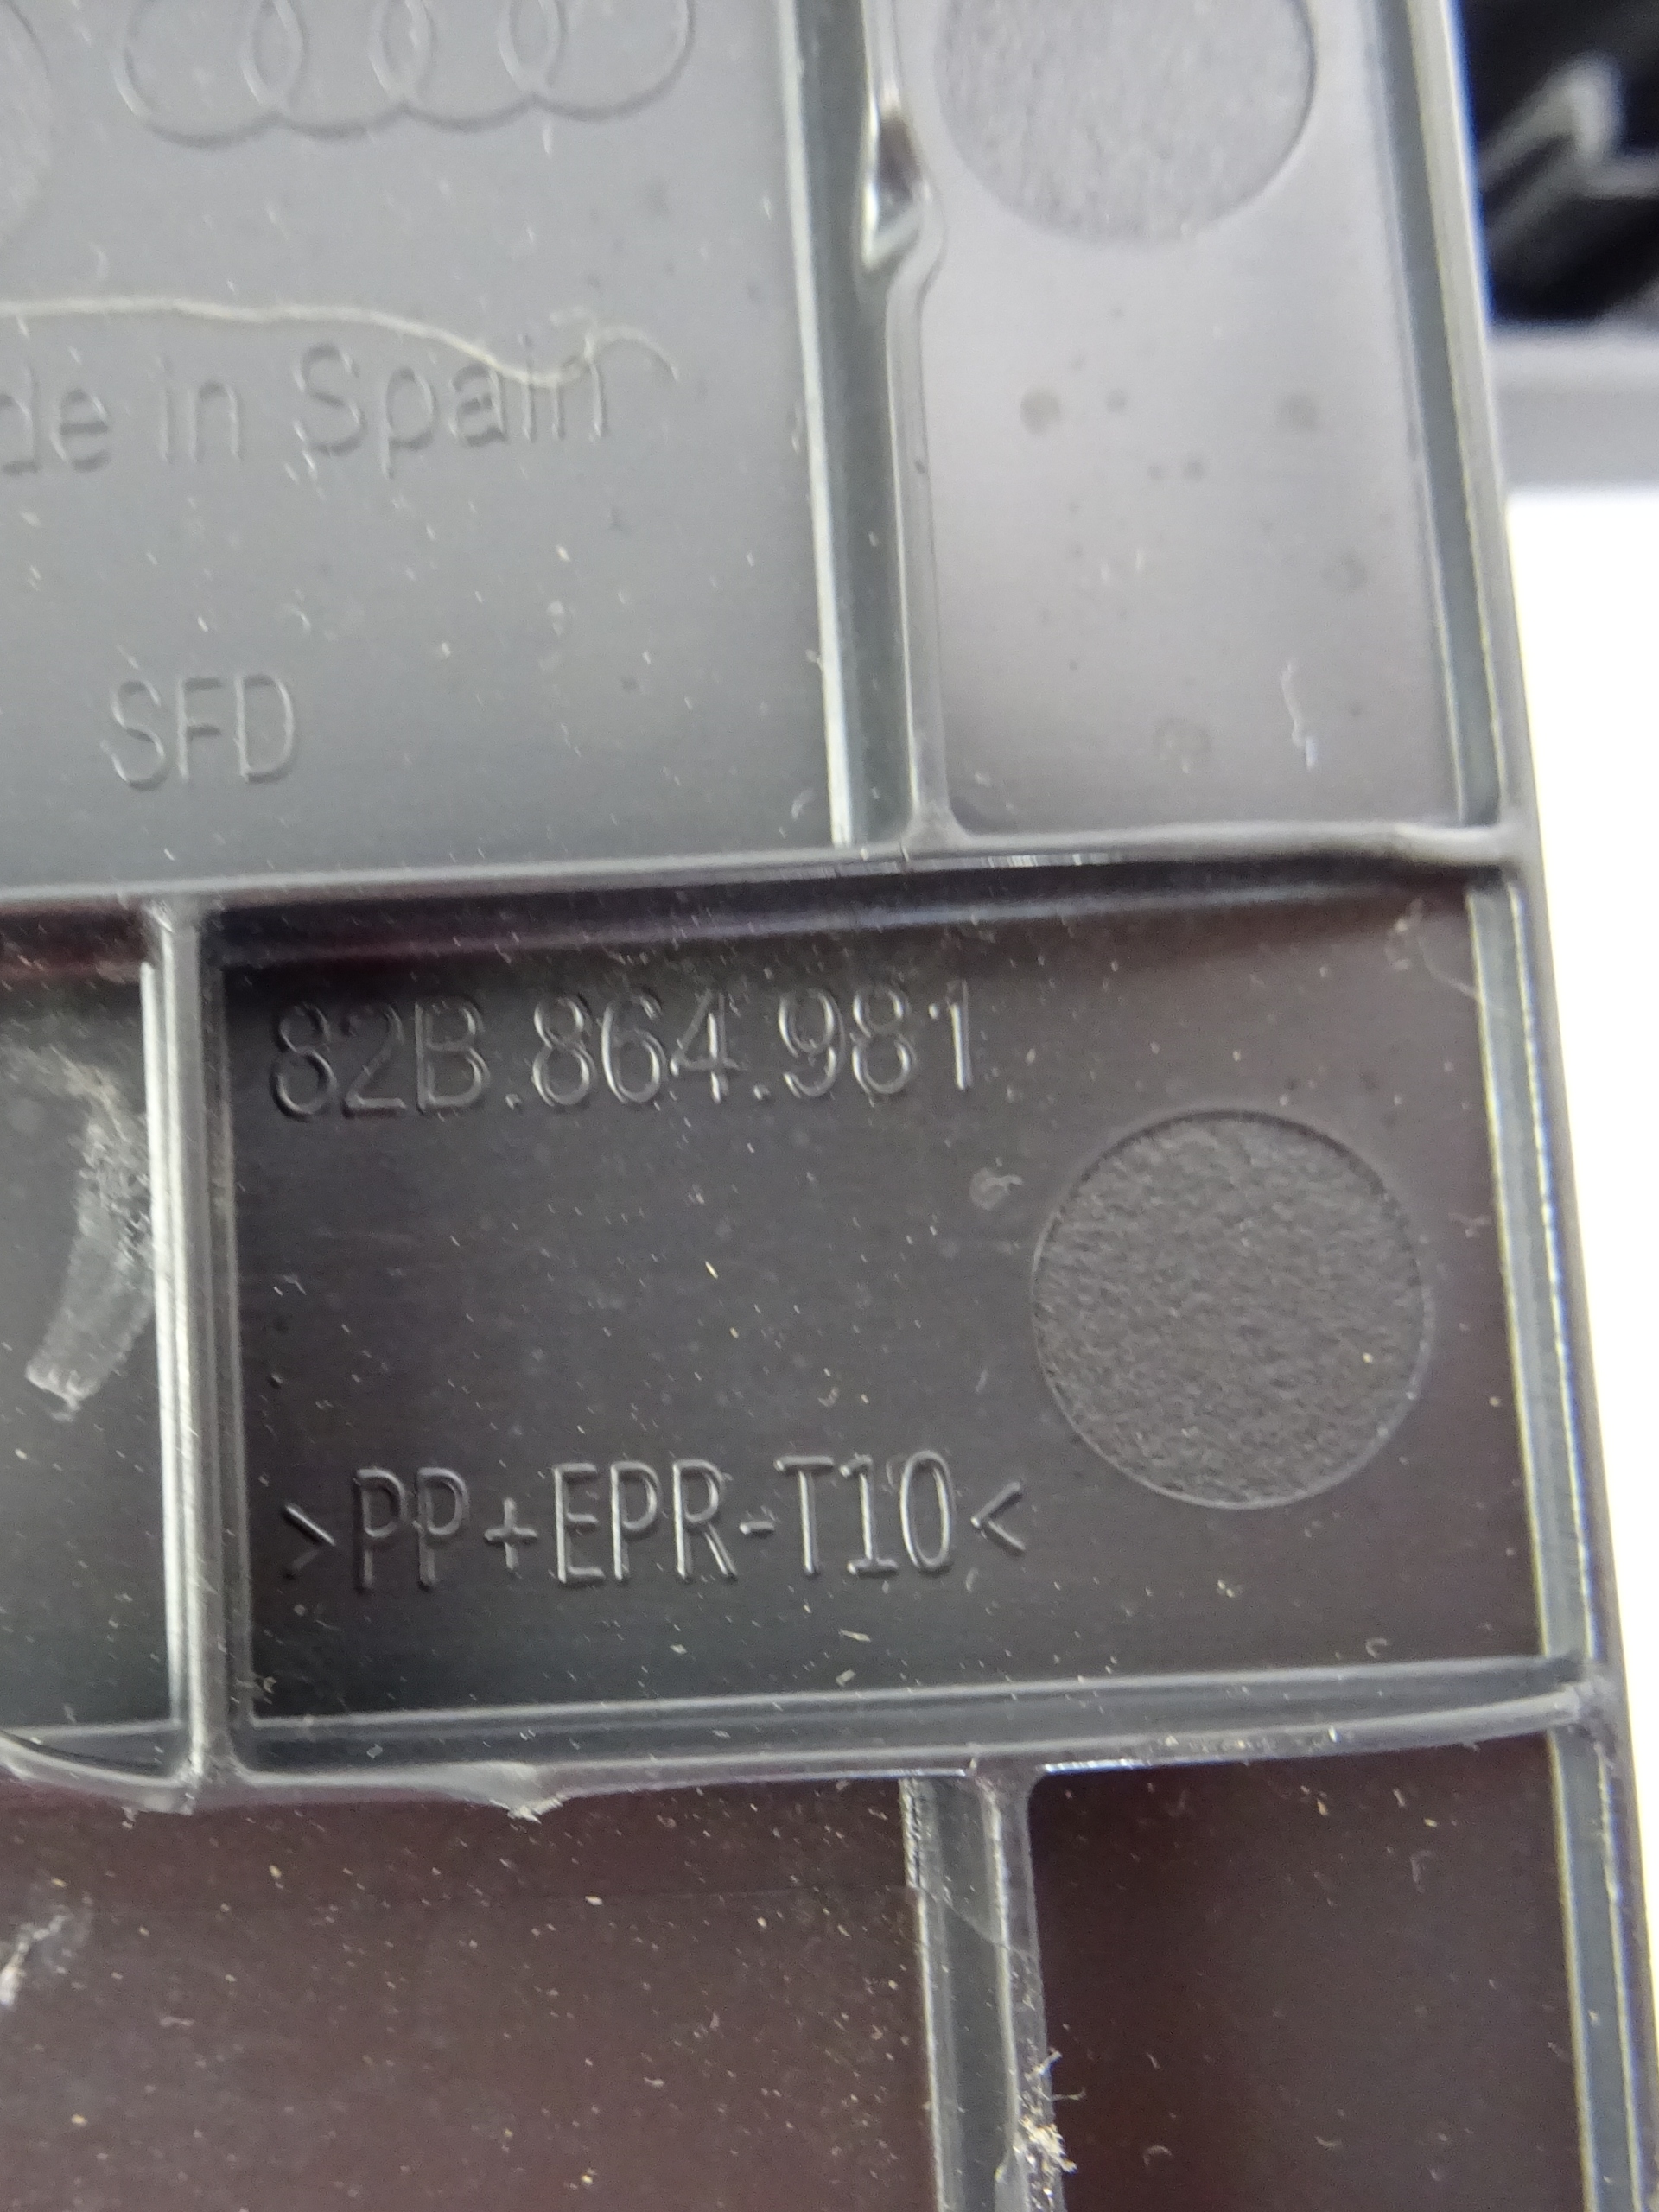 de in Spain
SFD
82B.864.981
>PP+EPR-T10<